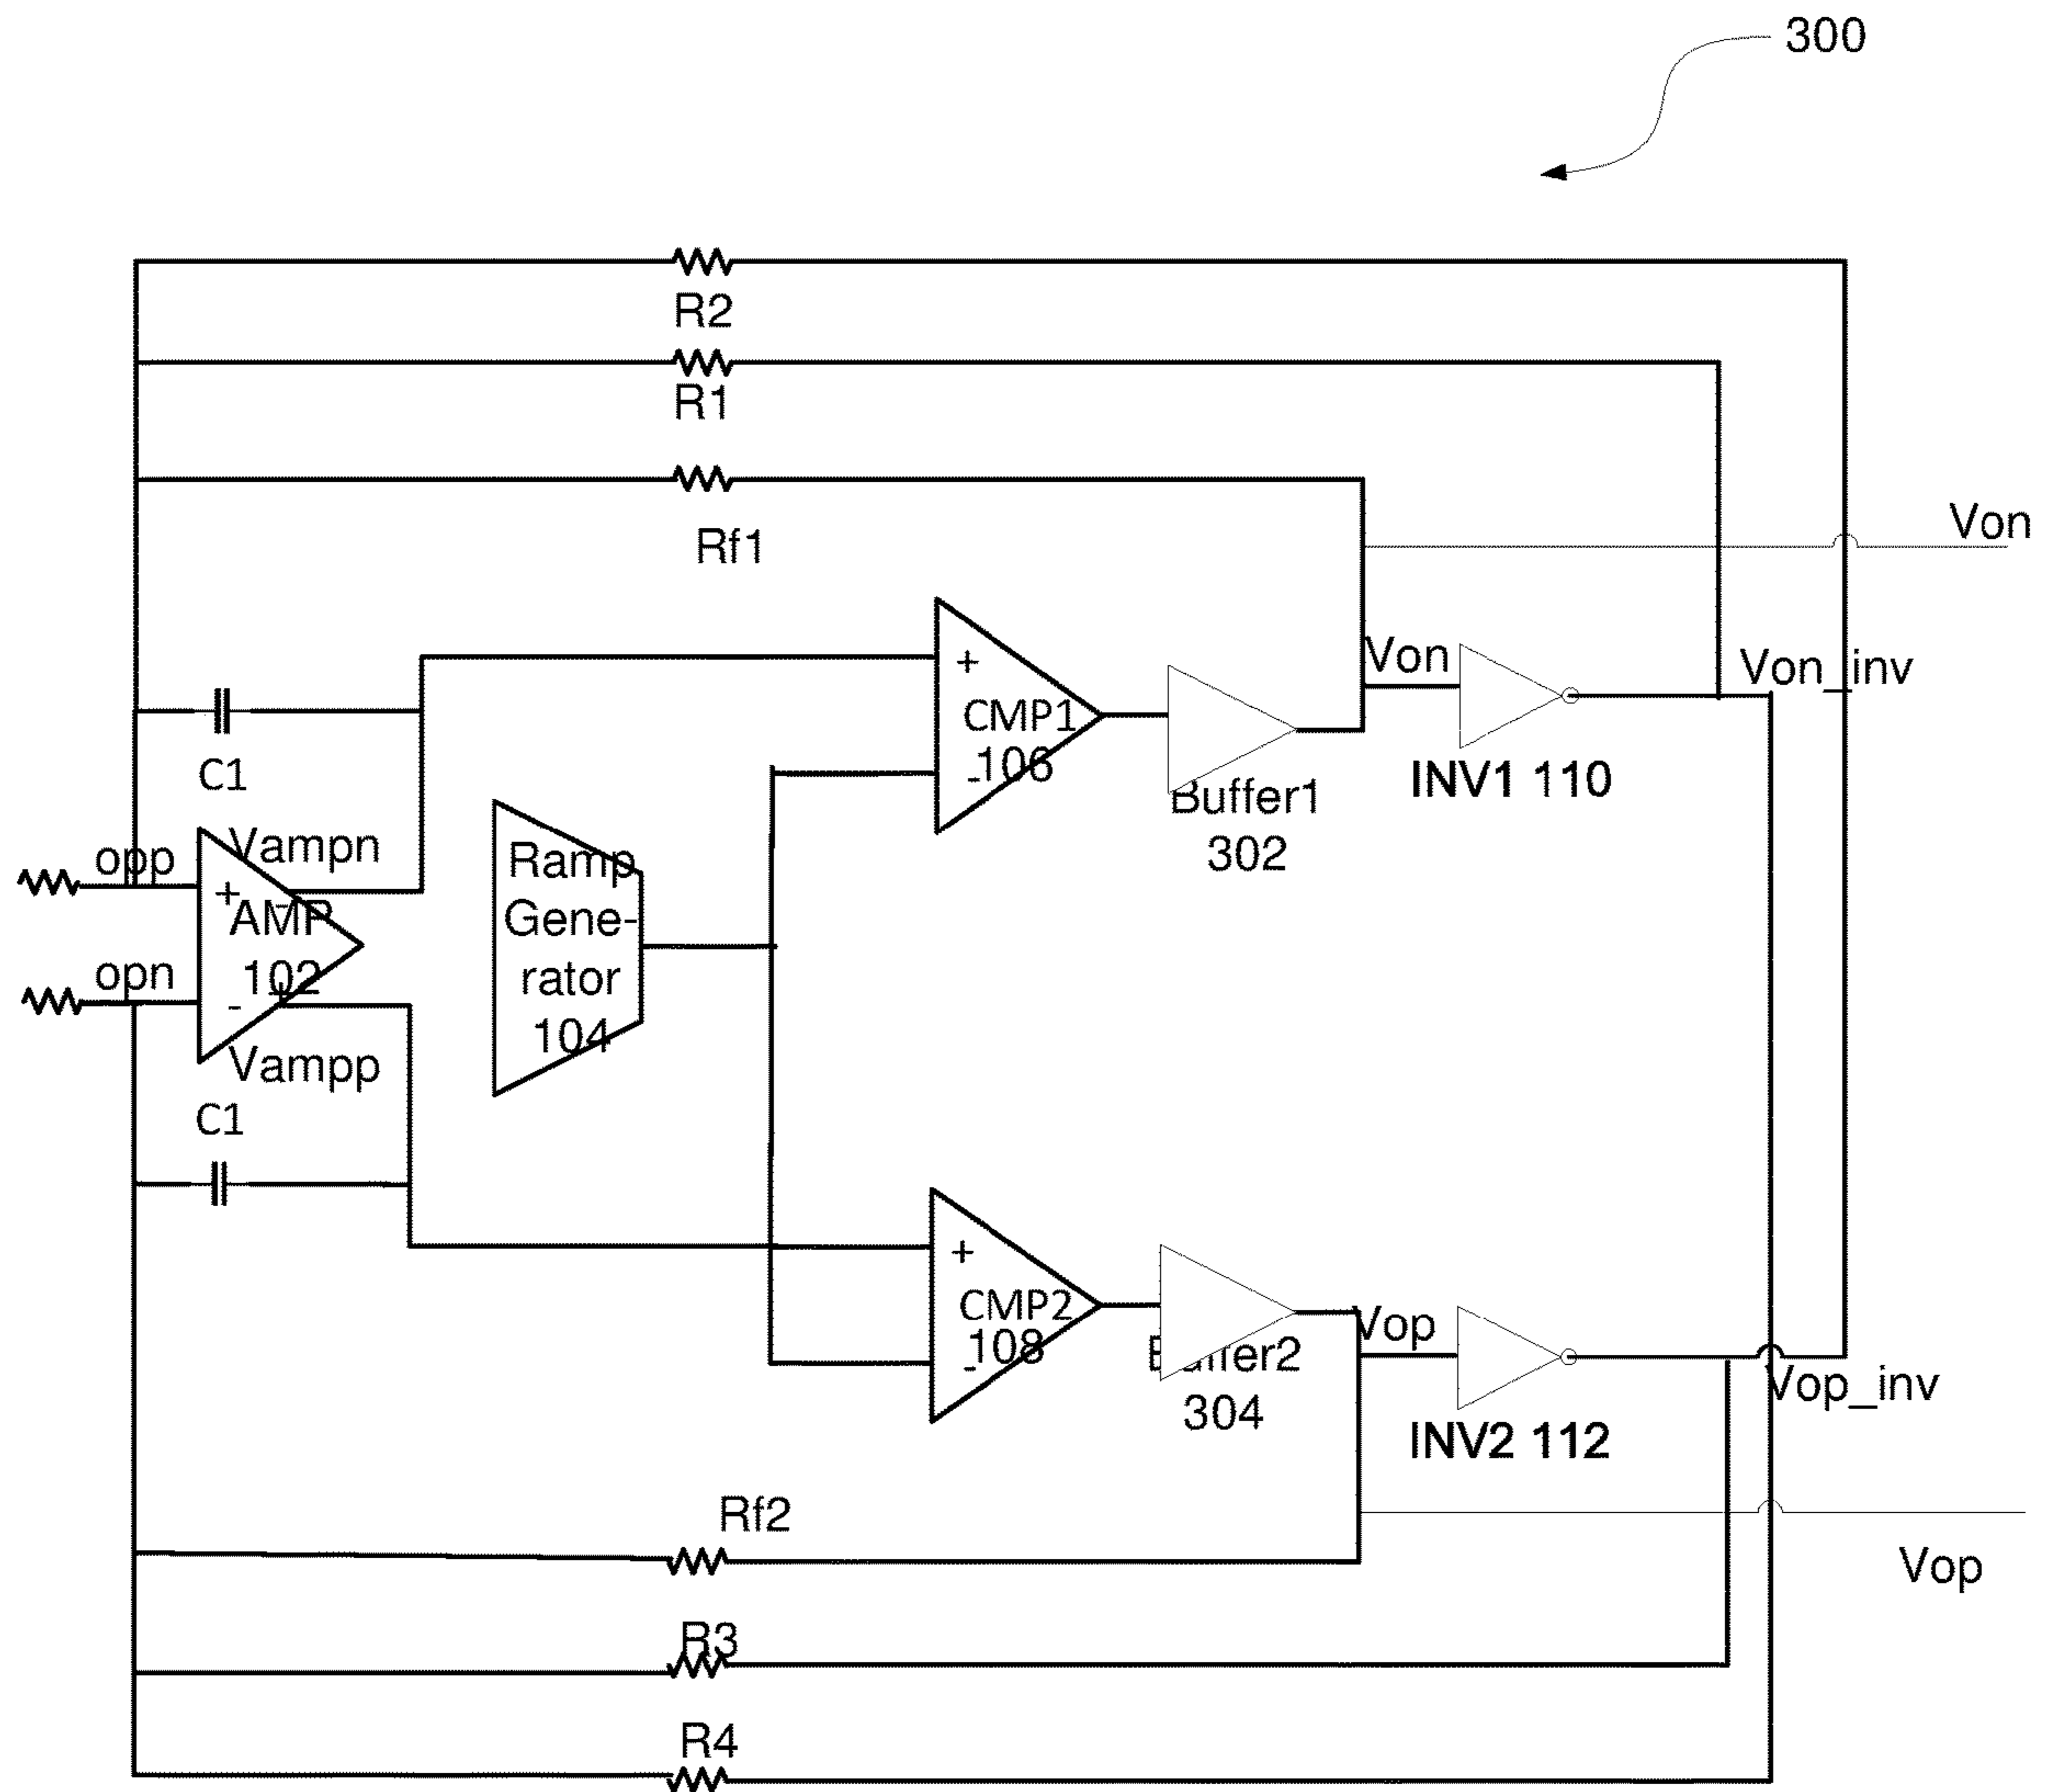 300
R2
R1
Rf1
Von
Von
Von_inv
+
CMP1
106
-
Buffer1
302
INV1 110
C1
Vampn
opp
+
-
AMP
102
opn
-
+
Vampp
C1
Ramp
Gene-
rator
104
+
CMP2
108
-
Buffer2
304
Vop
Vop_inv
INV2 112
Rf2
Vop
R3
R4